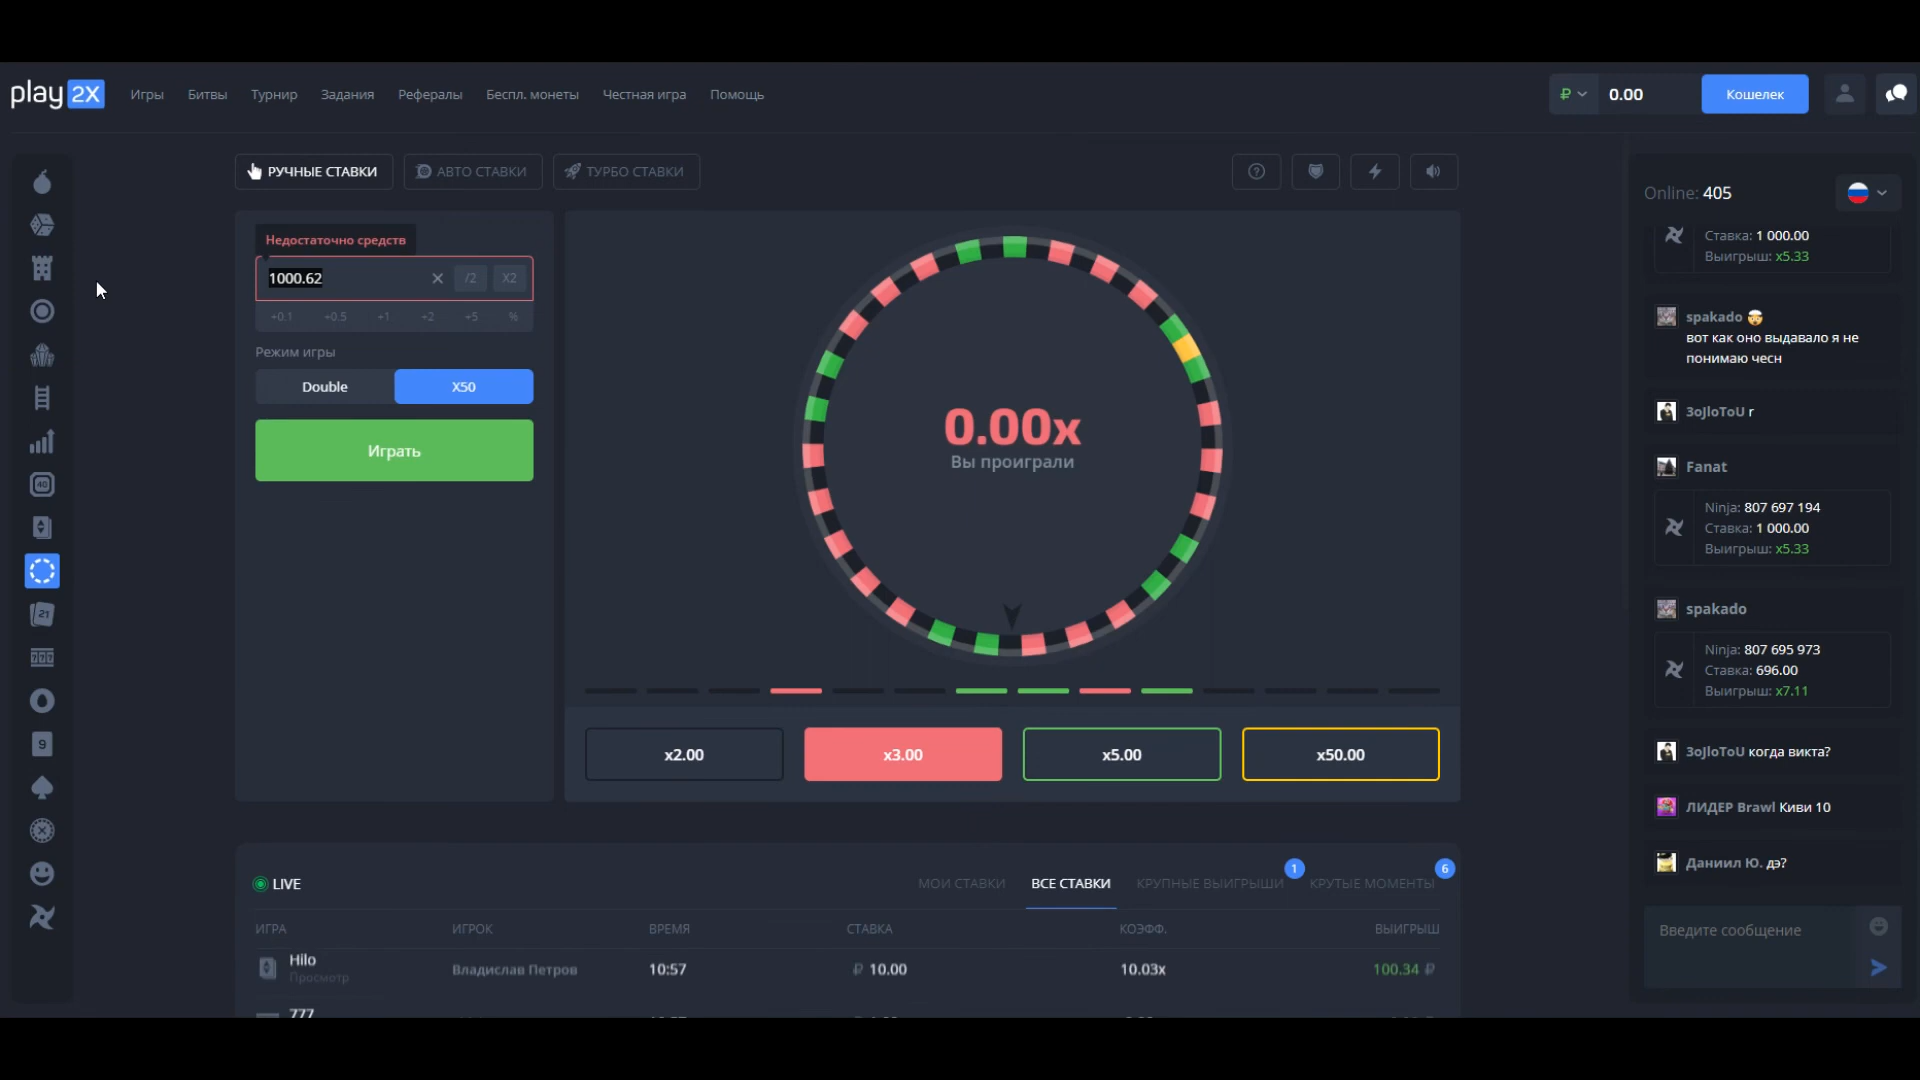 play 2X
Игры Битвы Турнир Задания Рефералы Беспл. монеты Честная игра Помощь
₽ 0.00 Кошелек
РУЧНЫЕ СТАВКИ АВТО СТАВКИ ТУРБО СТАВКИ
Недостаточно средств
1000.62 /2 X2
+0.1 +0.5 +1 +2 +5 %
Режим игры
Double X50
Играть
0.00x
Вы проиграли
x2.00 x3.00 x5.00 x50.00
LIVE
МОИ СТАВКИ ВСЕ СТАВКИ КРУПНЫЕ ВЫИГРЫШИ 1 КРУТЫЕ МОМЕНТЫ 6
ИГРА ИГРОК ВРЕМЯ СТАВКА КОЭФФ. ВЫИГРЫШ
Hilo
Просмотр
Владислав Петров 10:57 ₽ 10.00 10.03x 100.34 ₽
777
40
21
777
9
Online: 405
Ставка: 1 000.00
Выигрыш: x5.33
spakado
вот как оно выдавало я не
понимаю чесн
3oJloToU r
Fanat
Ninja: 807 697 194
Ставка: 1 000.00
Выигрыш: x5.33
spakado
Ninja: 807 695 973
Ставка: 696.00
Выигрыш: x7.11
3oJloToU когда викта?
ЛИДЕР Brawl Киви 10
Даниил Ю. дэ?
Введите сообщение